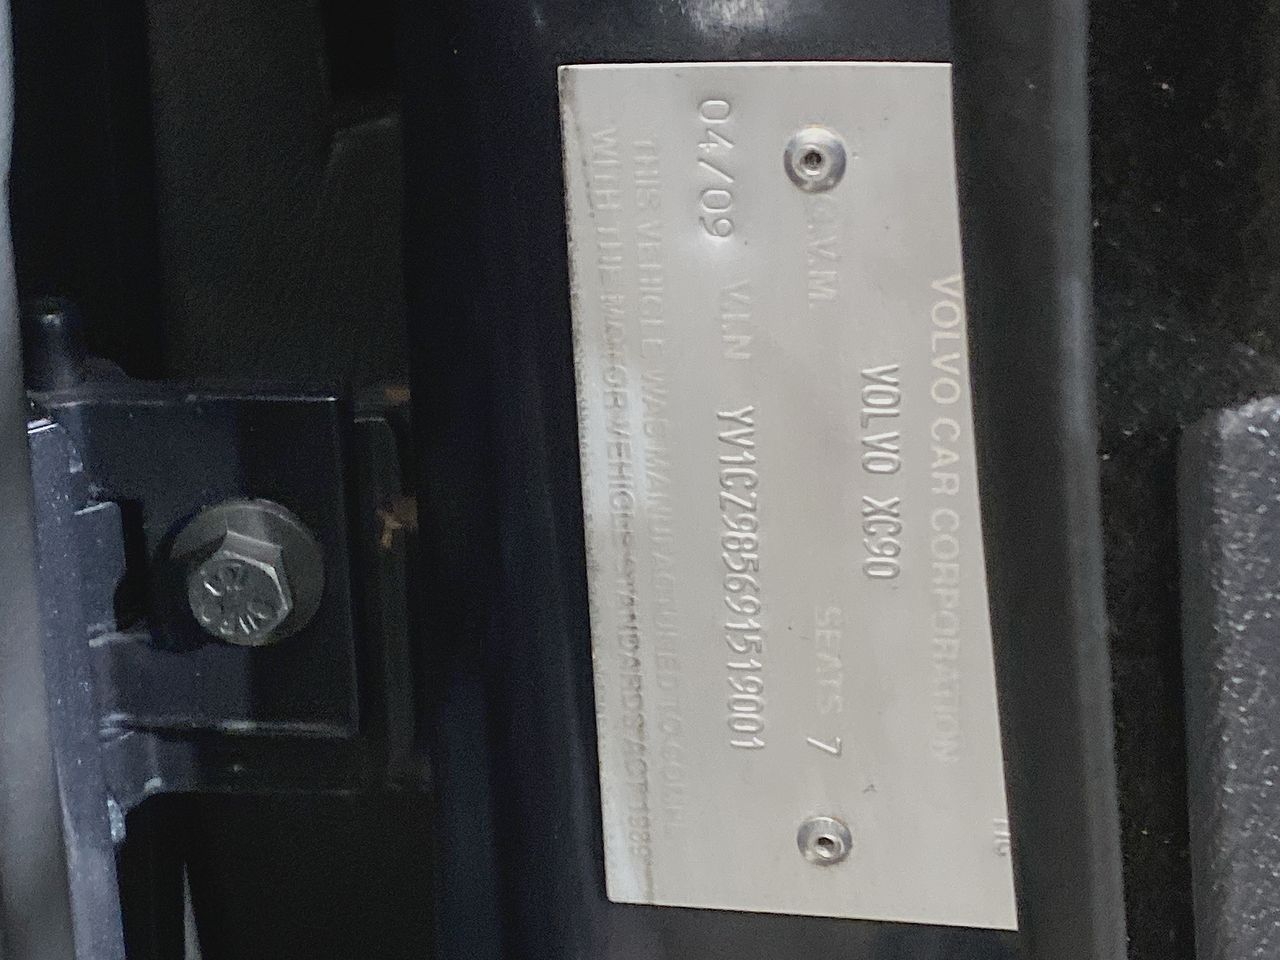 VOLVO CAR CORPORATION
VOLVO XC90
G.V.M. SEATS 7
04/09 V.I.N YV1CZ985691519001
THIS VEHICLE WAS MANUFACTURED TO COMPLY
WITH THE MOTOR VEHICLE STANDARDS ACT 1989